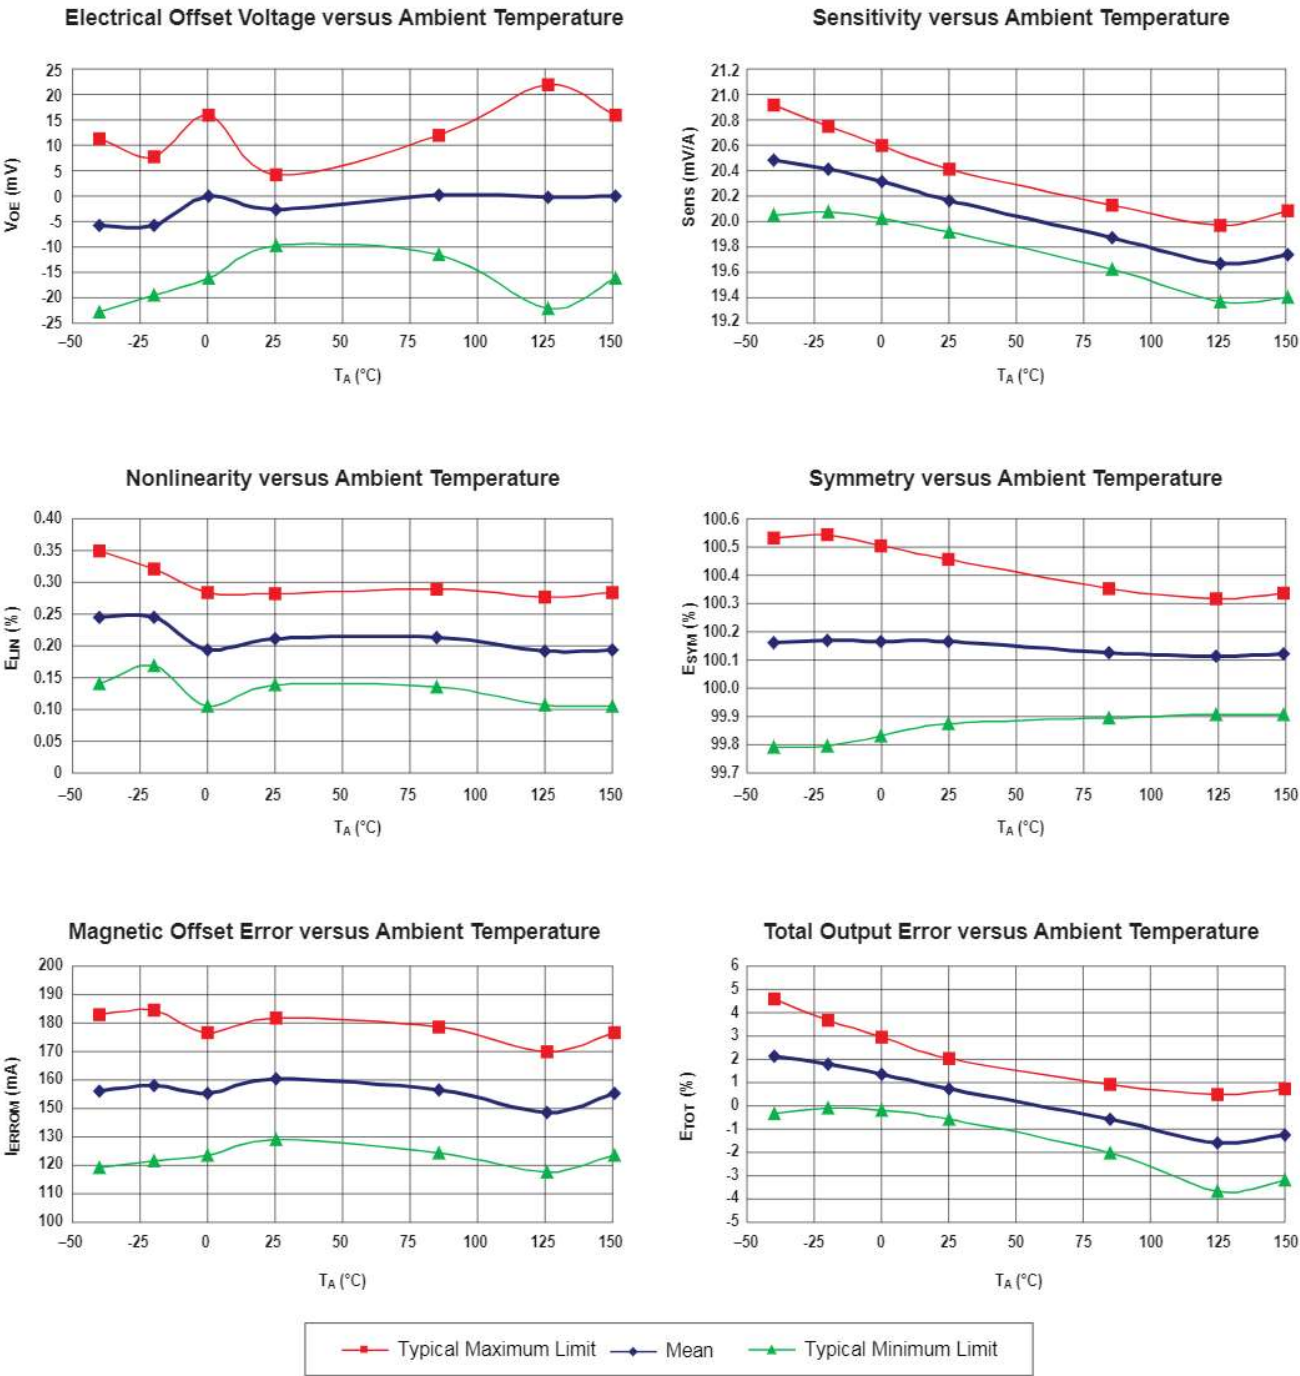 Electrical Offset Voltage versus Ambient Temperature
25
20
15
10
5
0
-5
-10
-15
-20
-25
VOE (mV)
–50 -25 0 25 50 75 100 125 150
TA (°C)
Sensitivity versus Ambient Temperature
21.2
21.0
20.8
20.6
20.4
20.2
20.0
19.8
19.6
19.4
19.2
Sens (mV/A)
–50 -25 0 25 50 75 100 125 150
TA (°C)
Nonlinearity versus Ambient Temperature
0.40
0.35
0.30
0.25
0.20
0.15
0.10
0.05
0
ELIN (%)
–50 -25 0 25 50 75 100 125 150
TA (°C)
Symmetry versus Ambient Temperature
100.6
100.5
100.4
100.3
100.2
100.1
100.0
99.9
99.8
99.7
ESYM (%)
–50 -25 0 25 50 75 100 125 150
TA (°C)
Magnetic Offset Error versus Ambient Temperature
200
190
180
170
160
150
130
120
110
100
IERROM (mA)
–50 -25 0 25 50 75 100 125 150
TA (°C)
Total Output Error versus Ambient Temperature
6
5
4
3
2
1
0
-1
-2
-3
-4
-5
ETOT (%)
–50 -25 0 25 50 75 100 125 150
TA (°C)
Typical Maximum Limit Mean Typical Minimum Limit